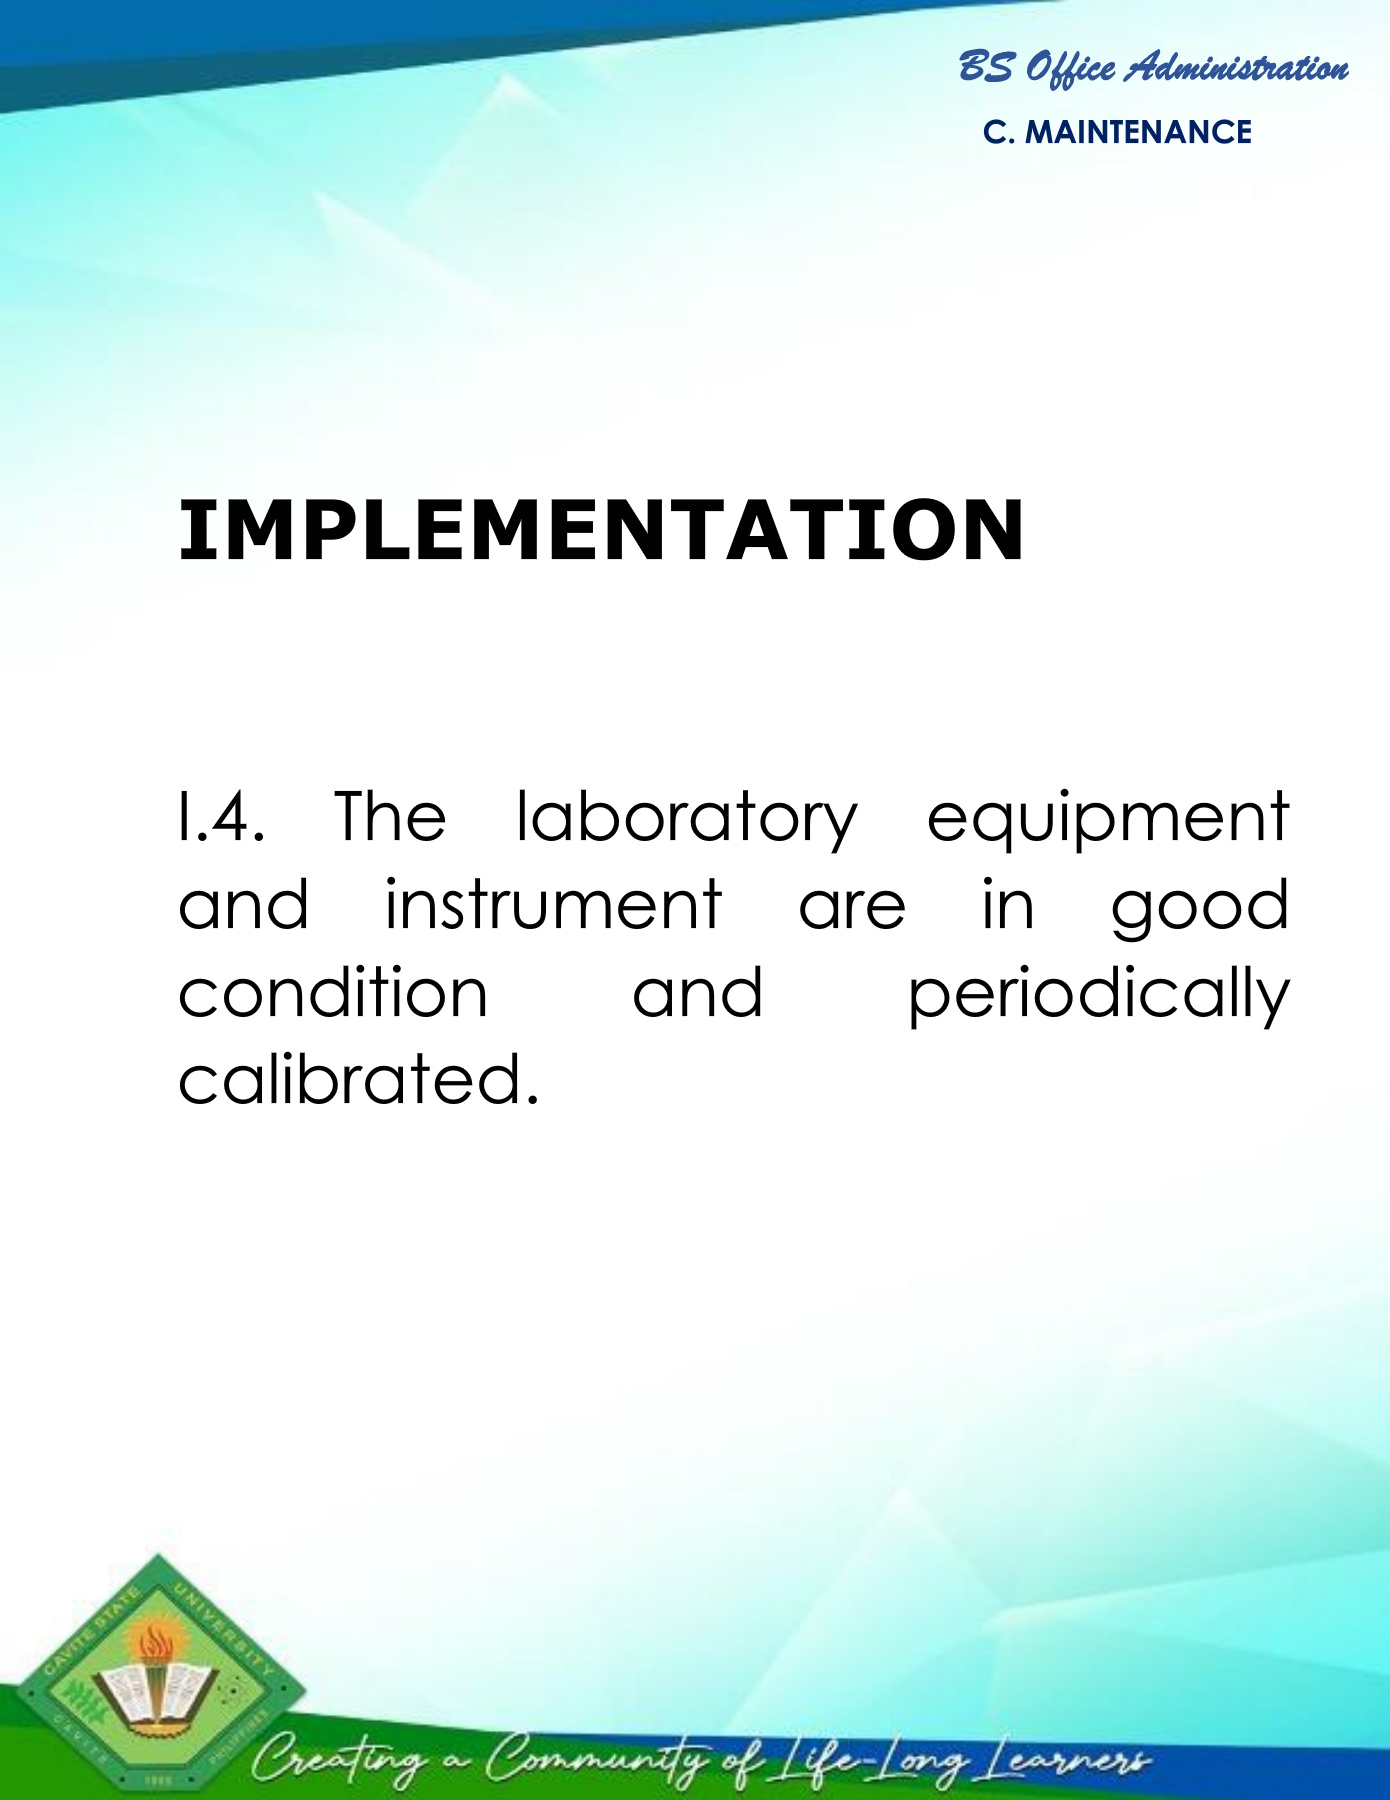 BS Office Administration
C. MAINTENANCE
IMPLEMENTATION
I.4. The laboratory equipment
and instrument are in good
condition and periodically
calibrated.
CAVITE STATE UNIVERSITY
CAVITE PHILIPPINES
1906
Creating a Community of Life-Long Learners